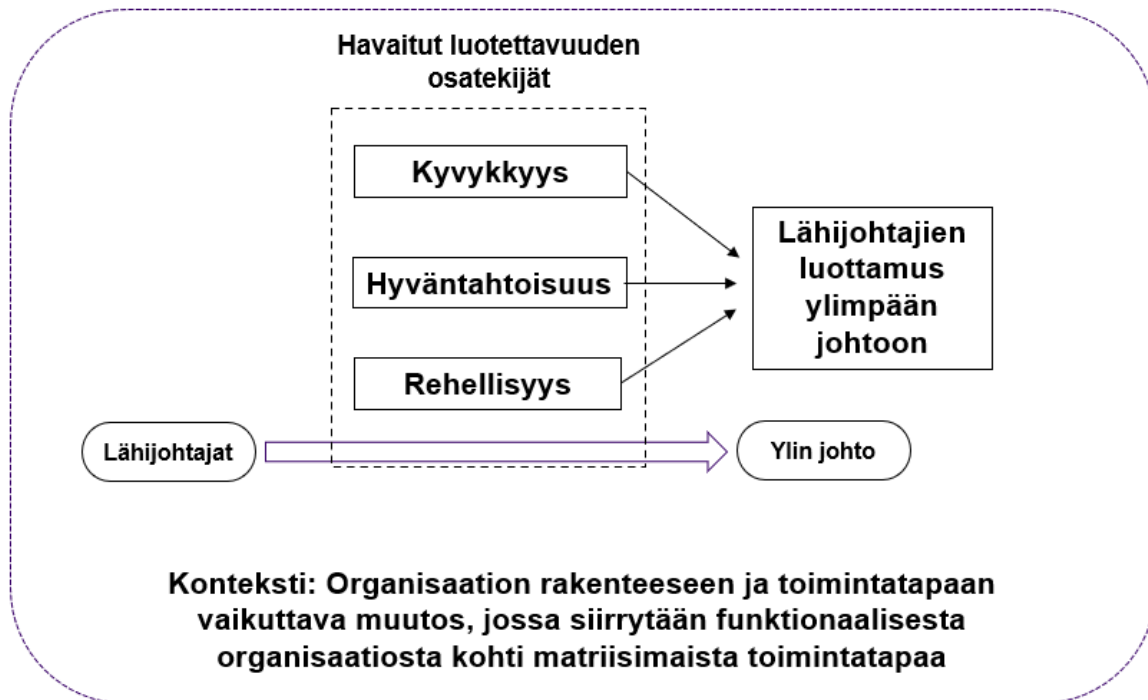 Havaitut luotettavuuden
osatekijät
Kyvykkyys
Hyväntahtoisuus
Rehellisyys
Lähijohtajien
luottamus
ylimpään
johtoon
Lähijohtajat
Ylin johto
Konteksti: Organisaation rakenteeseen ja toimintatapaan
vaikuttava muutos, jossa siirrytään funktionaalisesta
organisaatiosta kohti matriisimaista toimintatapaa